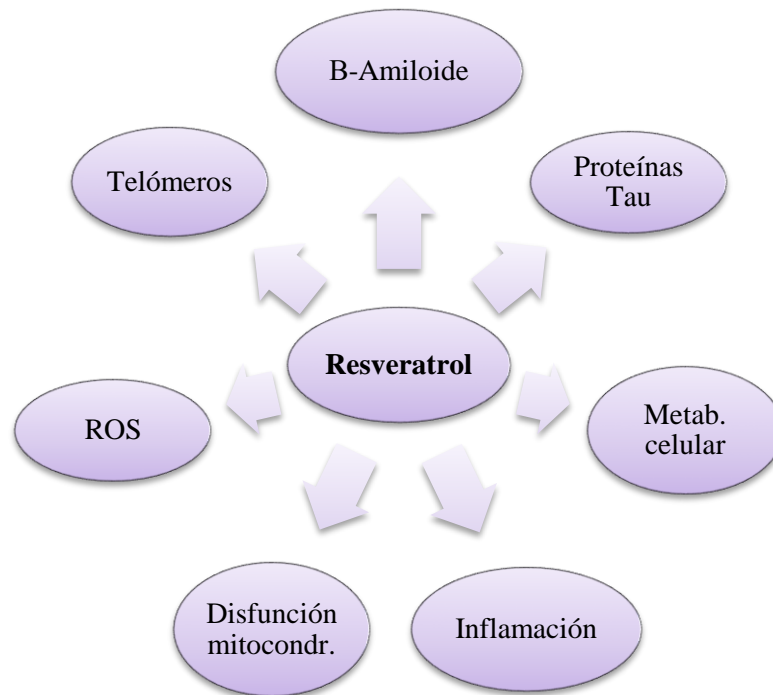 B-Amiloide
Telómeros
Proteínas
Tau
Resveratrol
ROS
Metab.
celular
Disfunción
mitocondr.
Inflamación